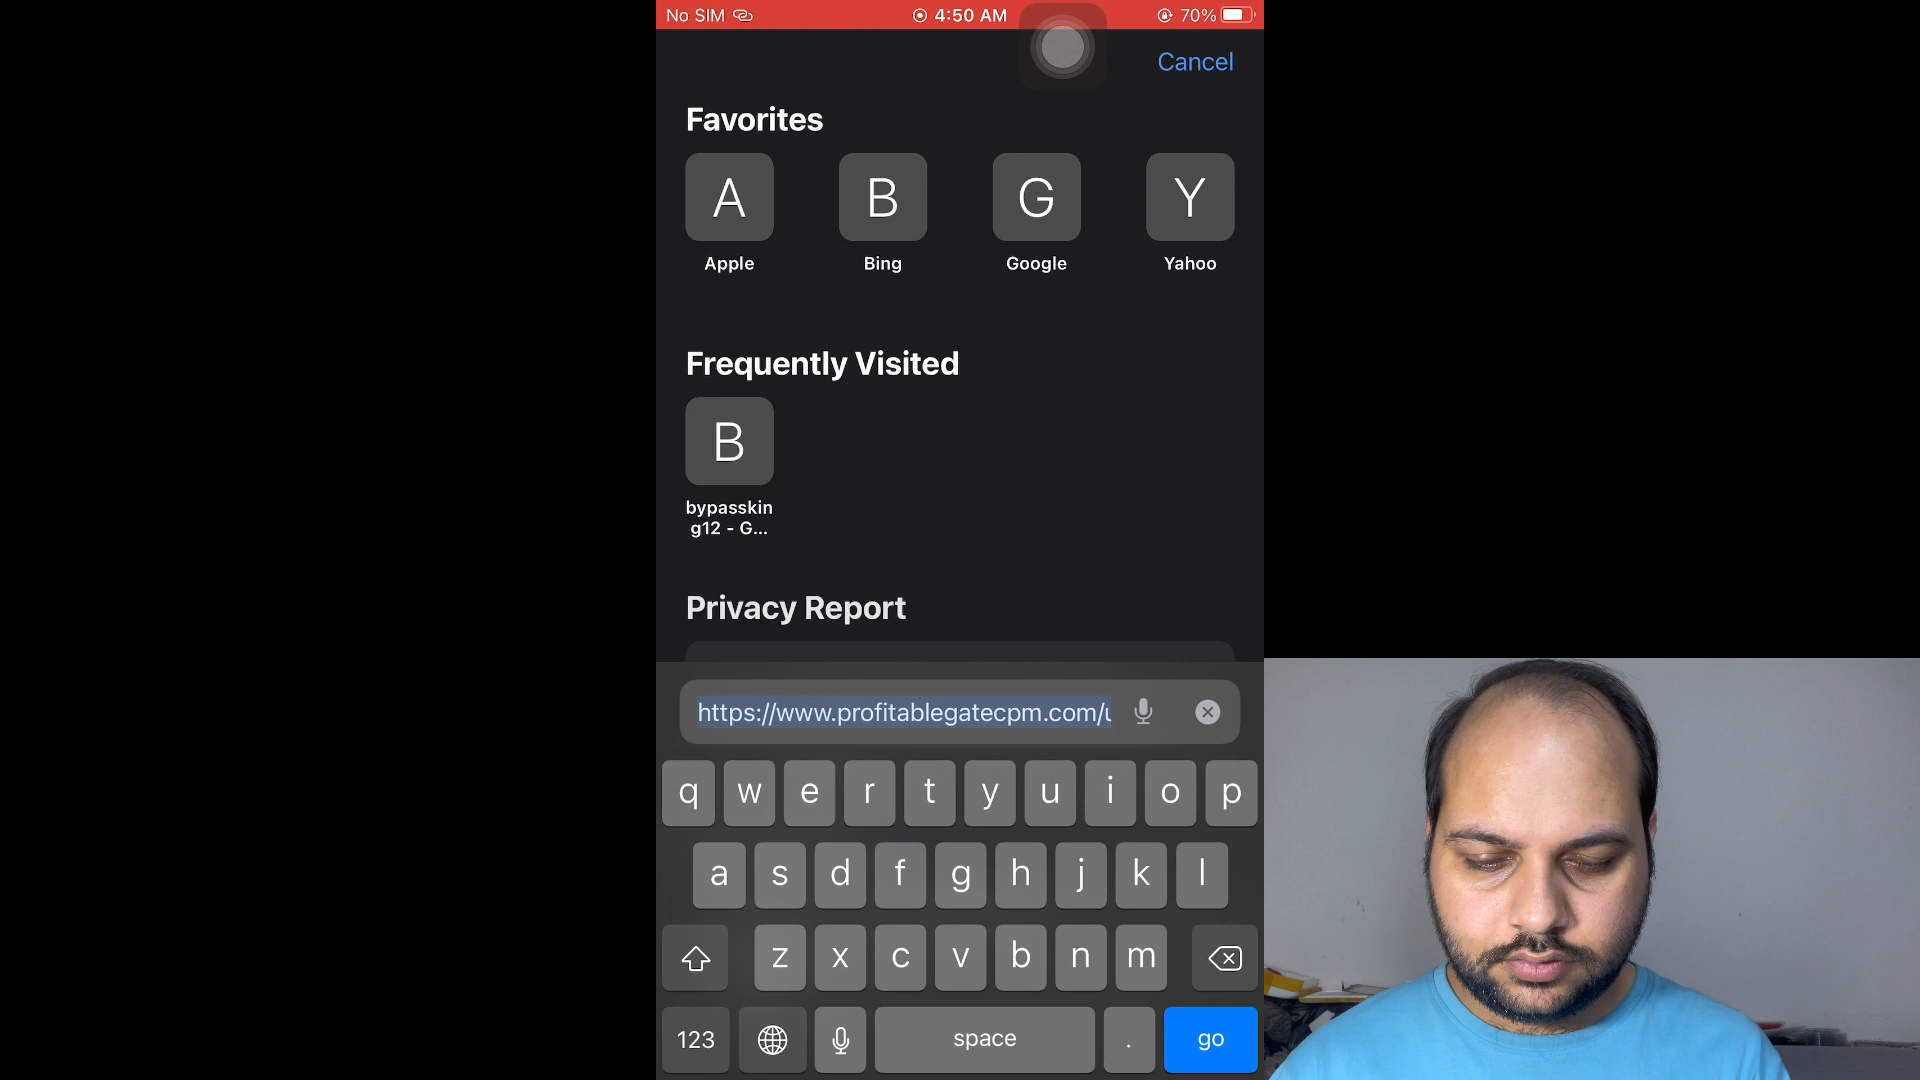 No SIM 4:50 AM 70%
Cancel
Favorites
A B G Y
Apple Bing Google Yahoo
Frequently Visited
B
bypasskin
g12 - G...
Privacy Report
https://www.profitablegatecpm.com/u
q w e r t y u i o p
a s d f g h j k l
z x c v b n m
123 space . go